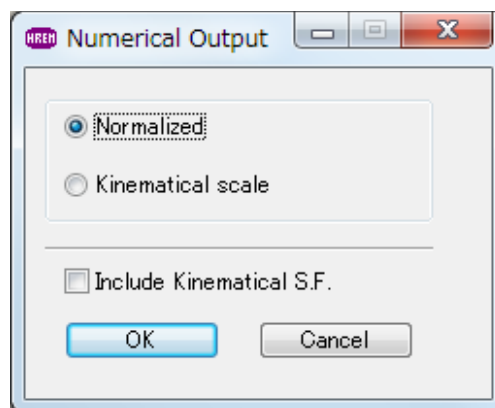 HREM Numerical Output
Normalized
Kinematical scale
Include Kinematical S.F.
OK Cancel